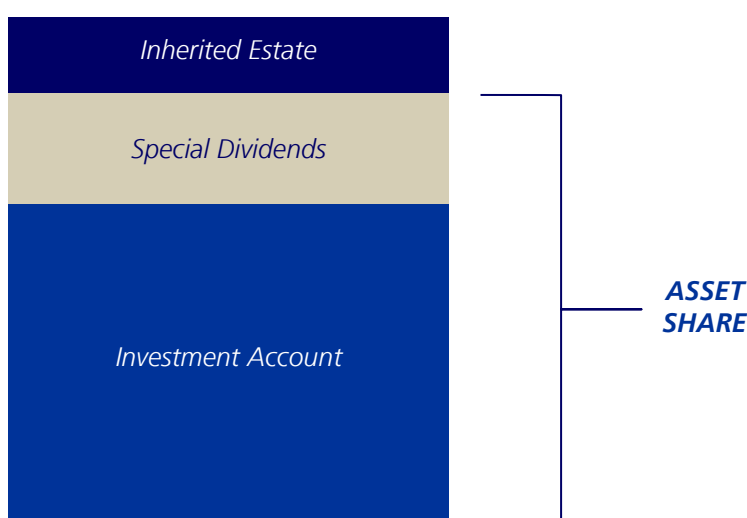 Inherited Estate
Special Dividends
ASSET
SHARE
Investment Account